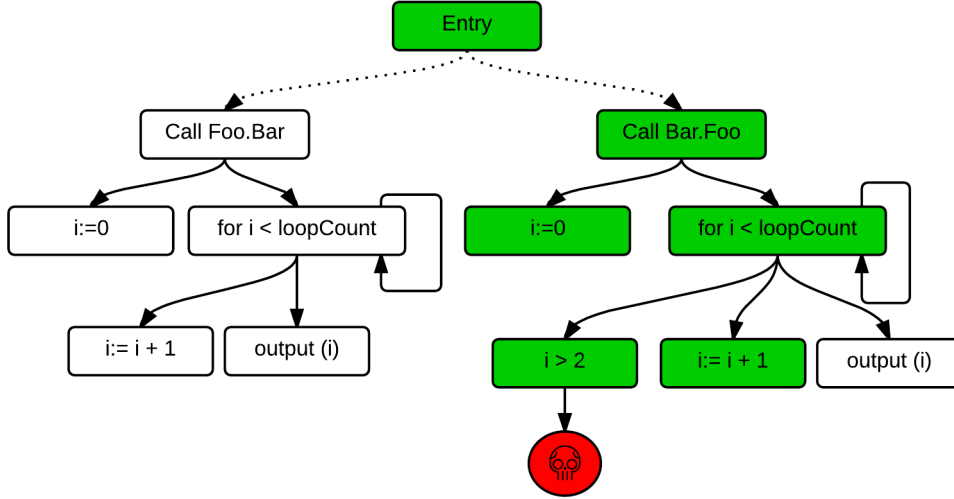 Entry
Call Foo.Bar
Call Bar.Foo
i:=0
for i < loopCount
i:=0
for i < loopCount
i:= i + 1
output (i)
i > 2
i:= i + 1
output (i)